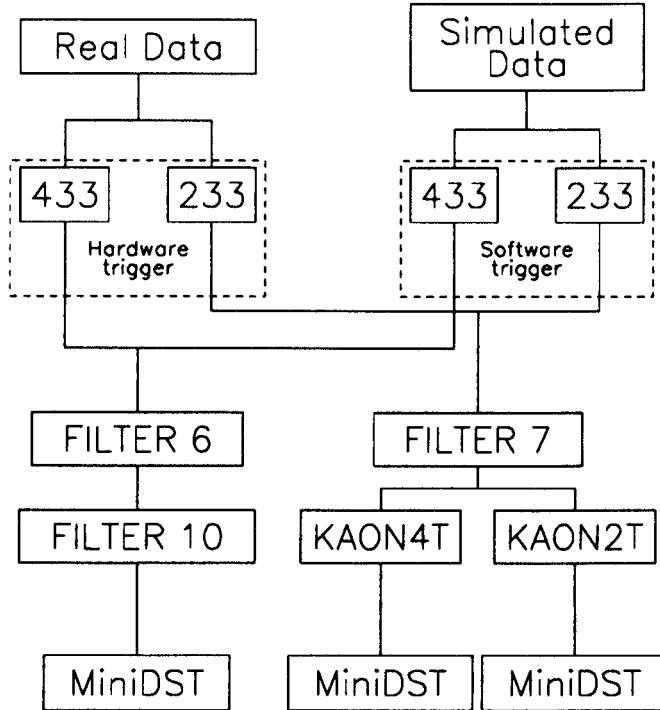 Real Data
Simulated
Data
433
233
433
233
Hardware
trigger
Software
trigger
FILTER 6
FILTER 7
FILTER 10
KAON4T
KAON2T
MiniDST
MiniDST
MiniDST